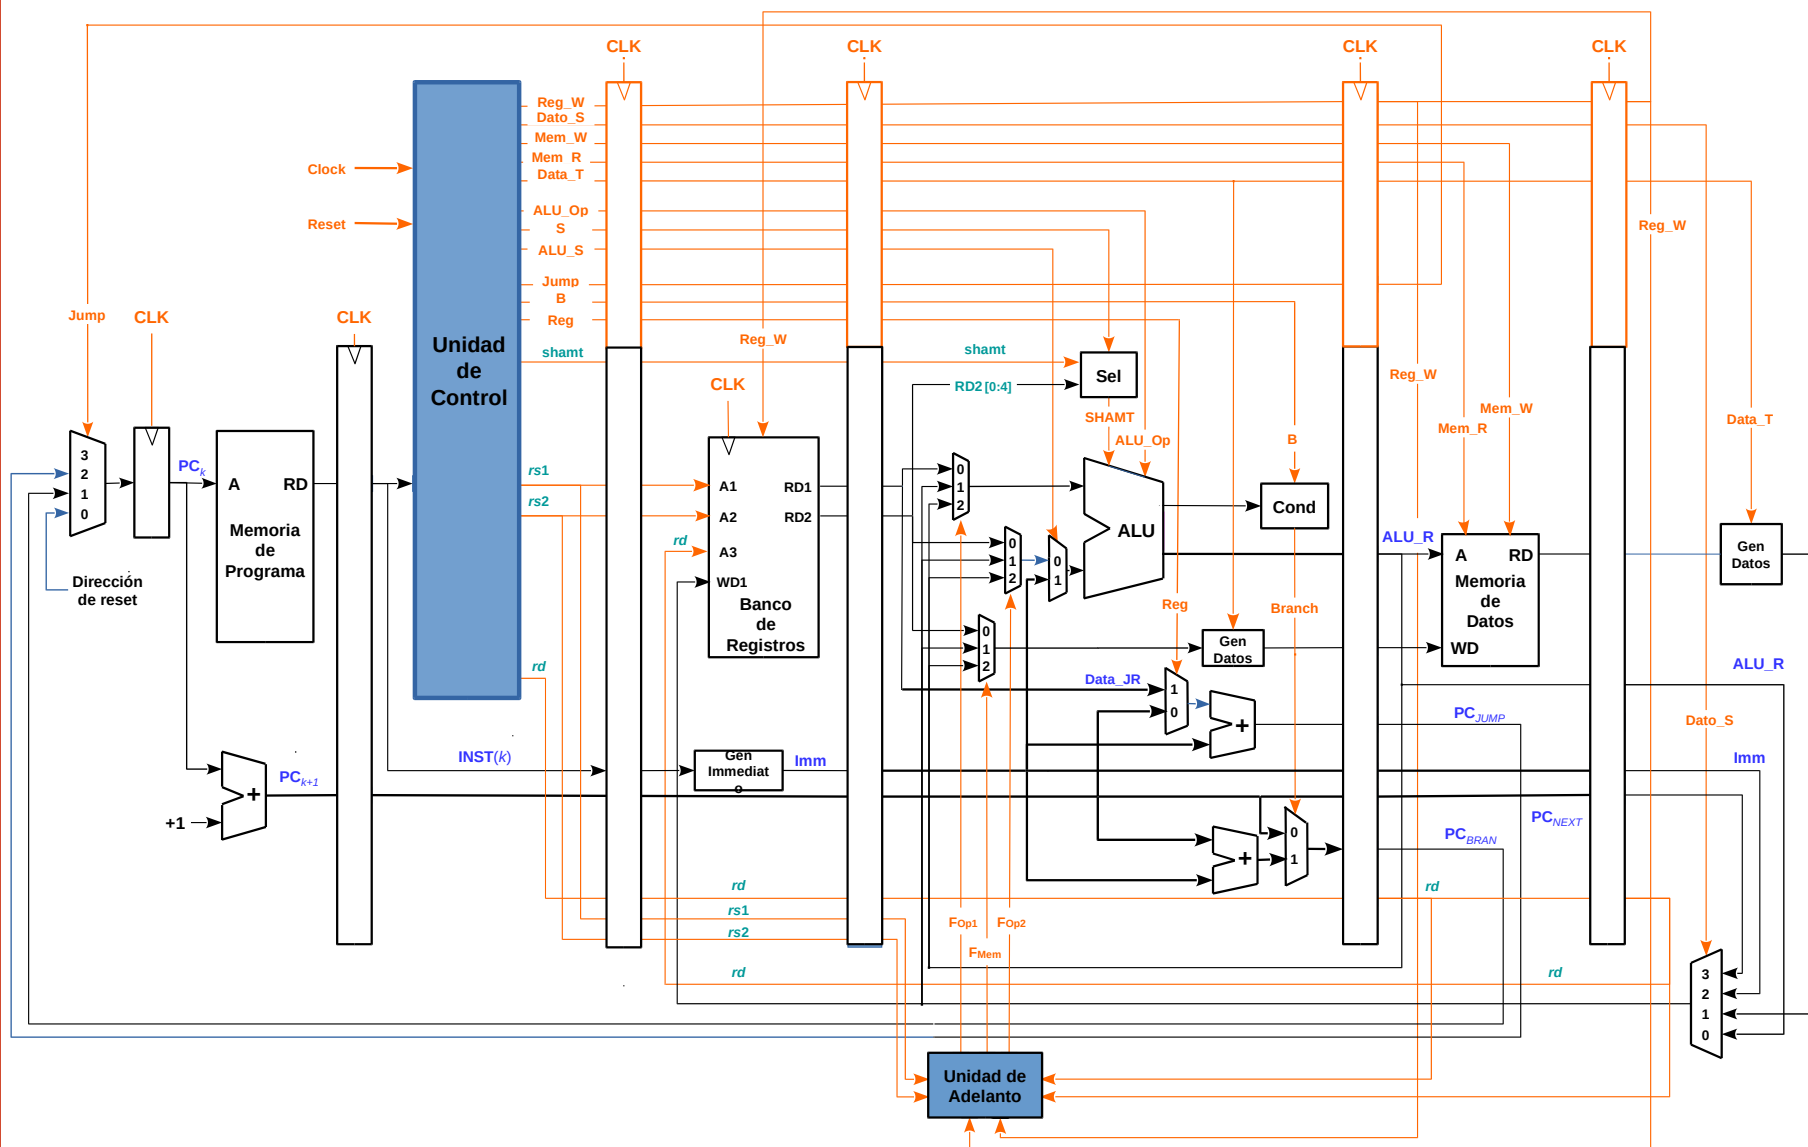 CLK
CLK
CLK
CLK
Reg_W
Dato_S
Mem_W
Mem_R
Data_T
Clock
ALU_Op
Reset
S
Reg_W
ALU_S
Jump
B
Jump
CLK
CLK
Reg
Reg_W
Unidad
de
Control
shamt
shamt
Sel
Reg_W
CLK
RD2 [0:4]
SHAMT
Mem_W
Data_T
Mem_R
ALU_Op
B
3
2
1
0
PCk
A
RD
Memoria
de
Programa
rs1
rs2
A1
RD1
A2
RD2
rd
A3
WD1
Banco
de
Registros
0
1
2
0
1
2
0
1
ALU
Cond
ALU_R
A
RD
Memoria
de
Datos
WD
Gen
Datos
Dirección
de reset
Reg
Branch
0
1
2
Gen
Datos
rd
Data_JR
1
0
+
ALU_R
PCJUMP
Dato_S
INST(k)
Gen
Immediat
o
Imm
Imm
PCk+1
+
+1
PCNEXT
0
1
PCBRAN
+
rd
rd
rs1
FOp1
FOp2
rs2
FMem
rd
rd
3
2
1
0
Unidad de
Adelanto